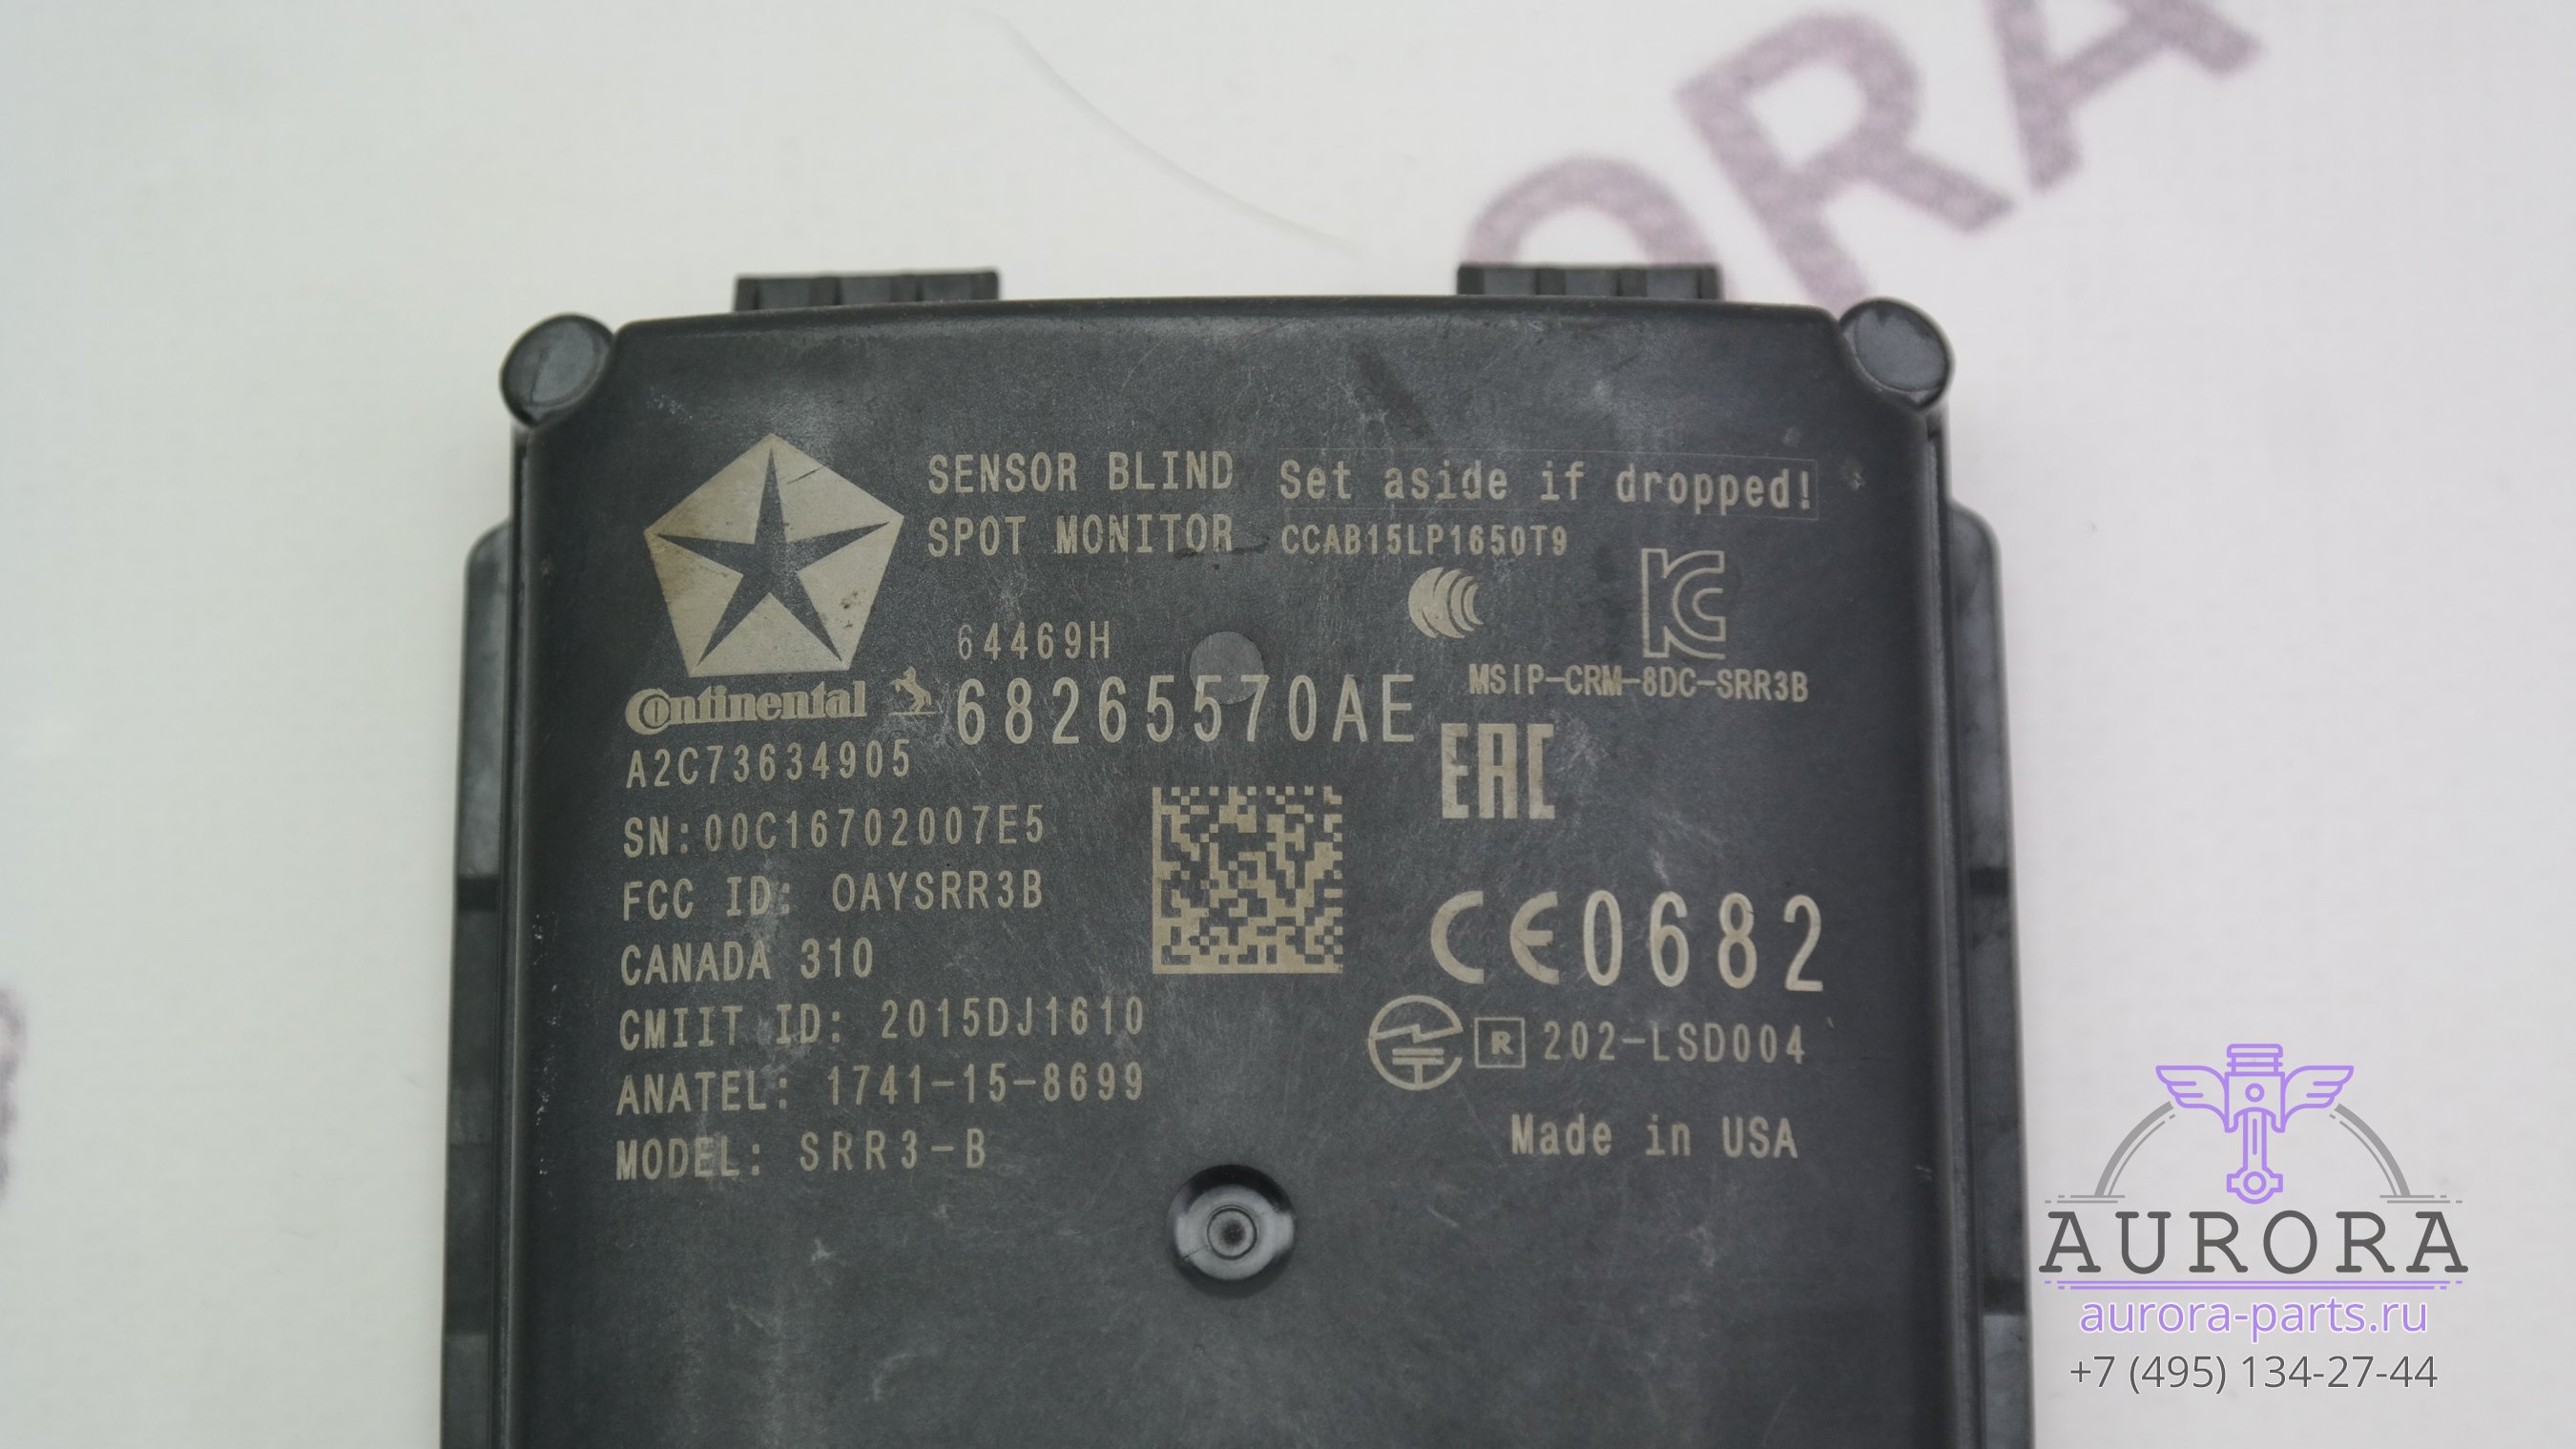 ORA
SENSOR BLIND
SPOT MONITOR
Set aside if dropped!
CCAB15LP1650T9
64469H
MSIP-CRM-8DC-SRR3B
Continental
68265570AE
A2C73634905
EAC
SN:00C16702007E5
FCC ID: OAYSRR3B
CE0682
CANADA 310
CMIIT ID: 2015DJ1610
R 202-LSD004
ANATEL: 1741-15-8699
Made in USA
MODEL: SRR3-B
AURORA
aurora-parts.ru
+7 (495) 134-27-44